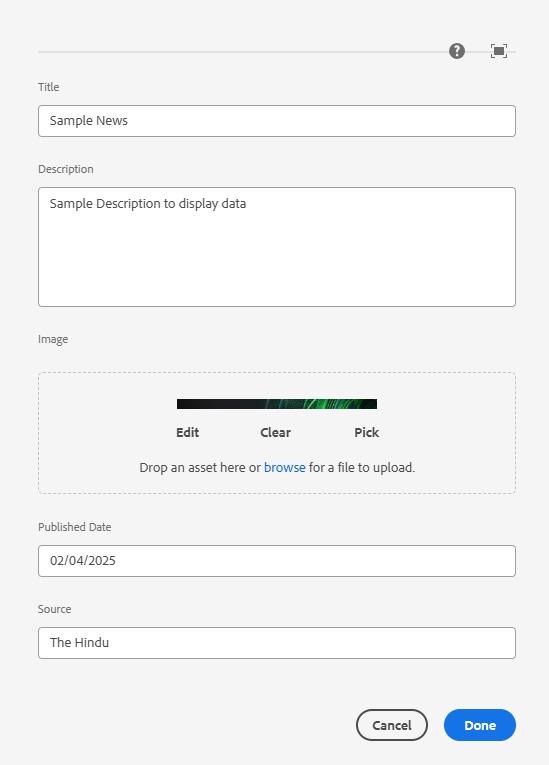 ?
Title
Sample News
Description
Sample Description to display data
Image
Edit Clear Pick
Drop an asset here or browse for a file to upload.
Published Date
02/04/2025
Source
The Hindu
Cancel Done